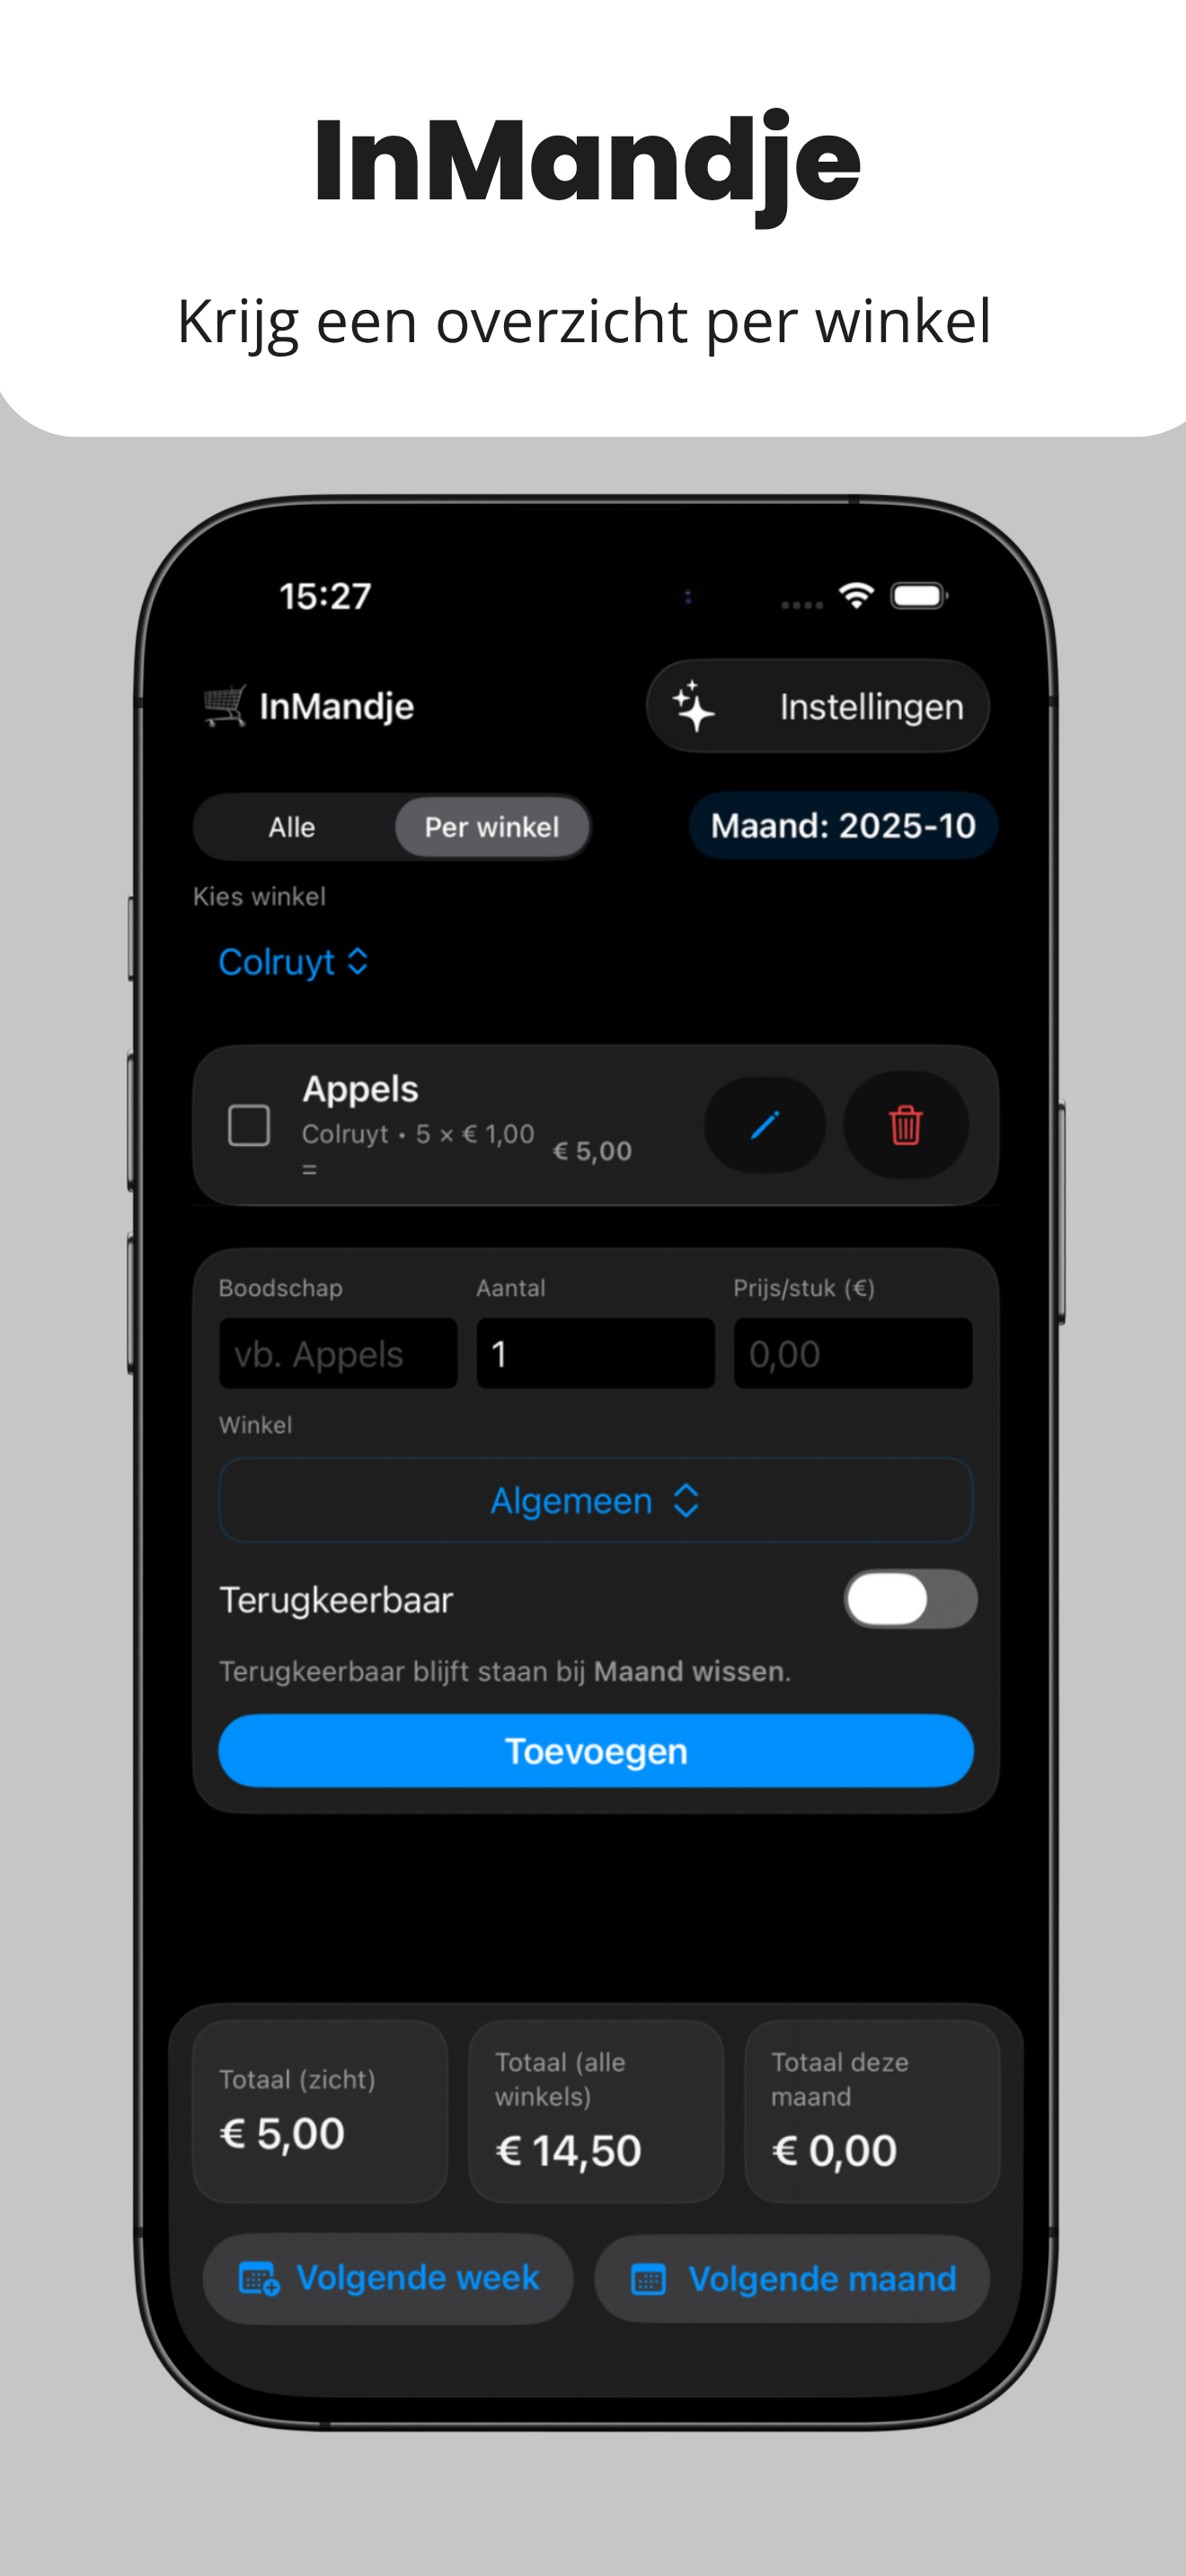 InMandje
Krijg een overzicht per winkel
15:27
InMandje
Instellingen
Alle
Per winkel
Maand: 2025-10
Kies winkel
Colruyt
Appels
Colruyt • 5 × € 1,00
=
€ 5,00
Boodschap
Aantal
Prijs/stuk (€)
vb. Appels
1
0,00
Winkel
Algemeen
Terugkeerbaar
Terugkeerbaar blijft staan bij Maand wissen.
Toevoegen
Totaal (zicht)
€ 5,00
Totaal (alle
winkels)
€ 14,50
Totaal deze
maand
€ 0,00
Volgende week
Volgende maand